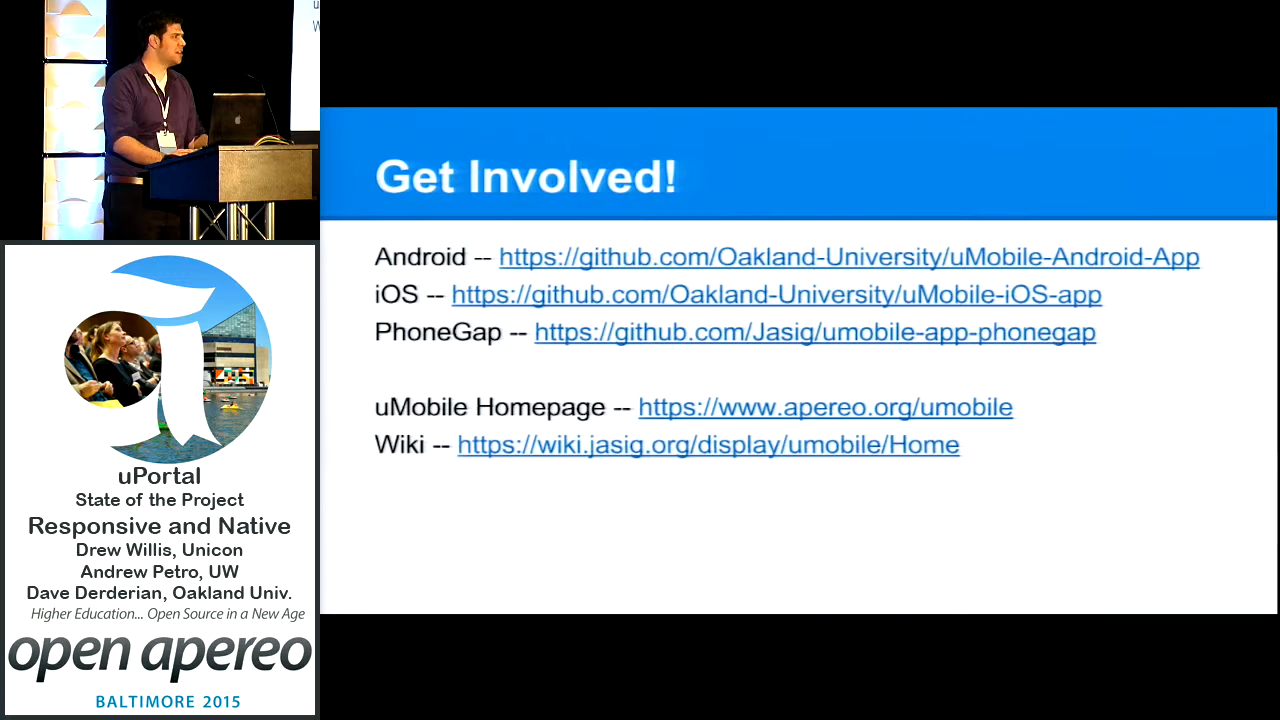 Get Involved!
Android -- https://github.com/Oakland-University/uMobile-Android-App
iOS -- https://github.com/Oakland-University/uMobile-iOS-app
PhoneGap -- https://github.com/Jasig/umobile-app-phonegap
uMobile Homepage -- https://www.apereo.org/umobile
Wiki -- https://wiki.jasig.org/display/umobile/Home
uPortal
State of the Project
Responsive and Native
Drew Willis, Unicon
Andrew Petro, UW
Dave Derderian, Oakland Univ.
Higher Education... Open Source in a New Age
open apereo
BALTIMORE 2015